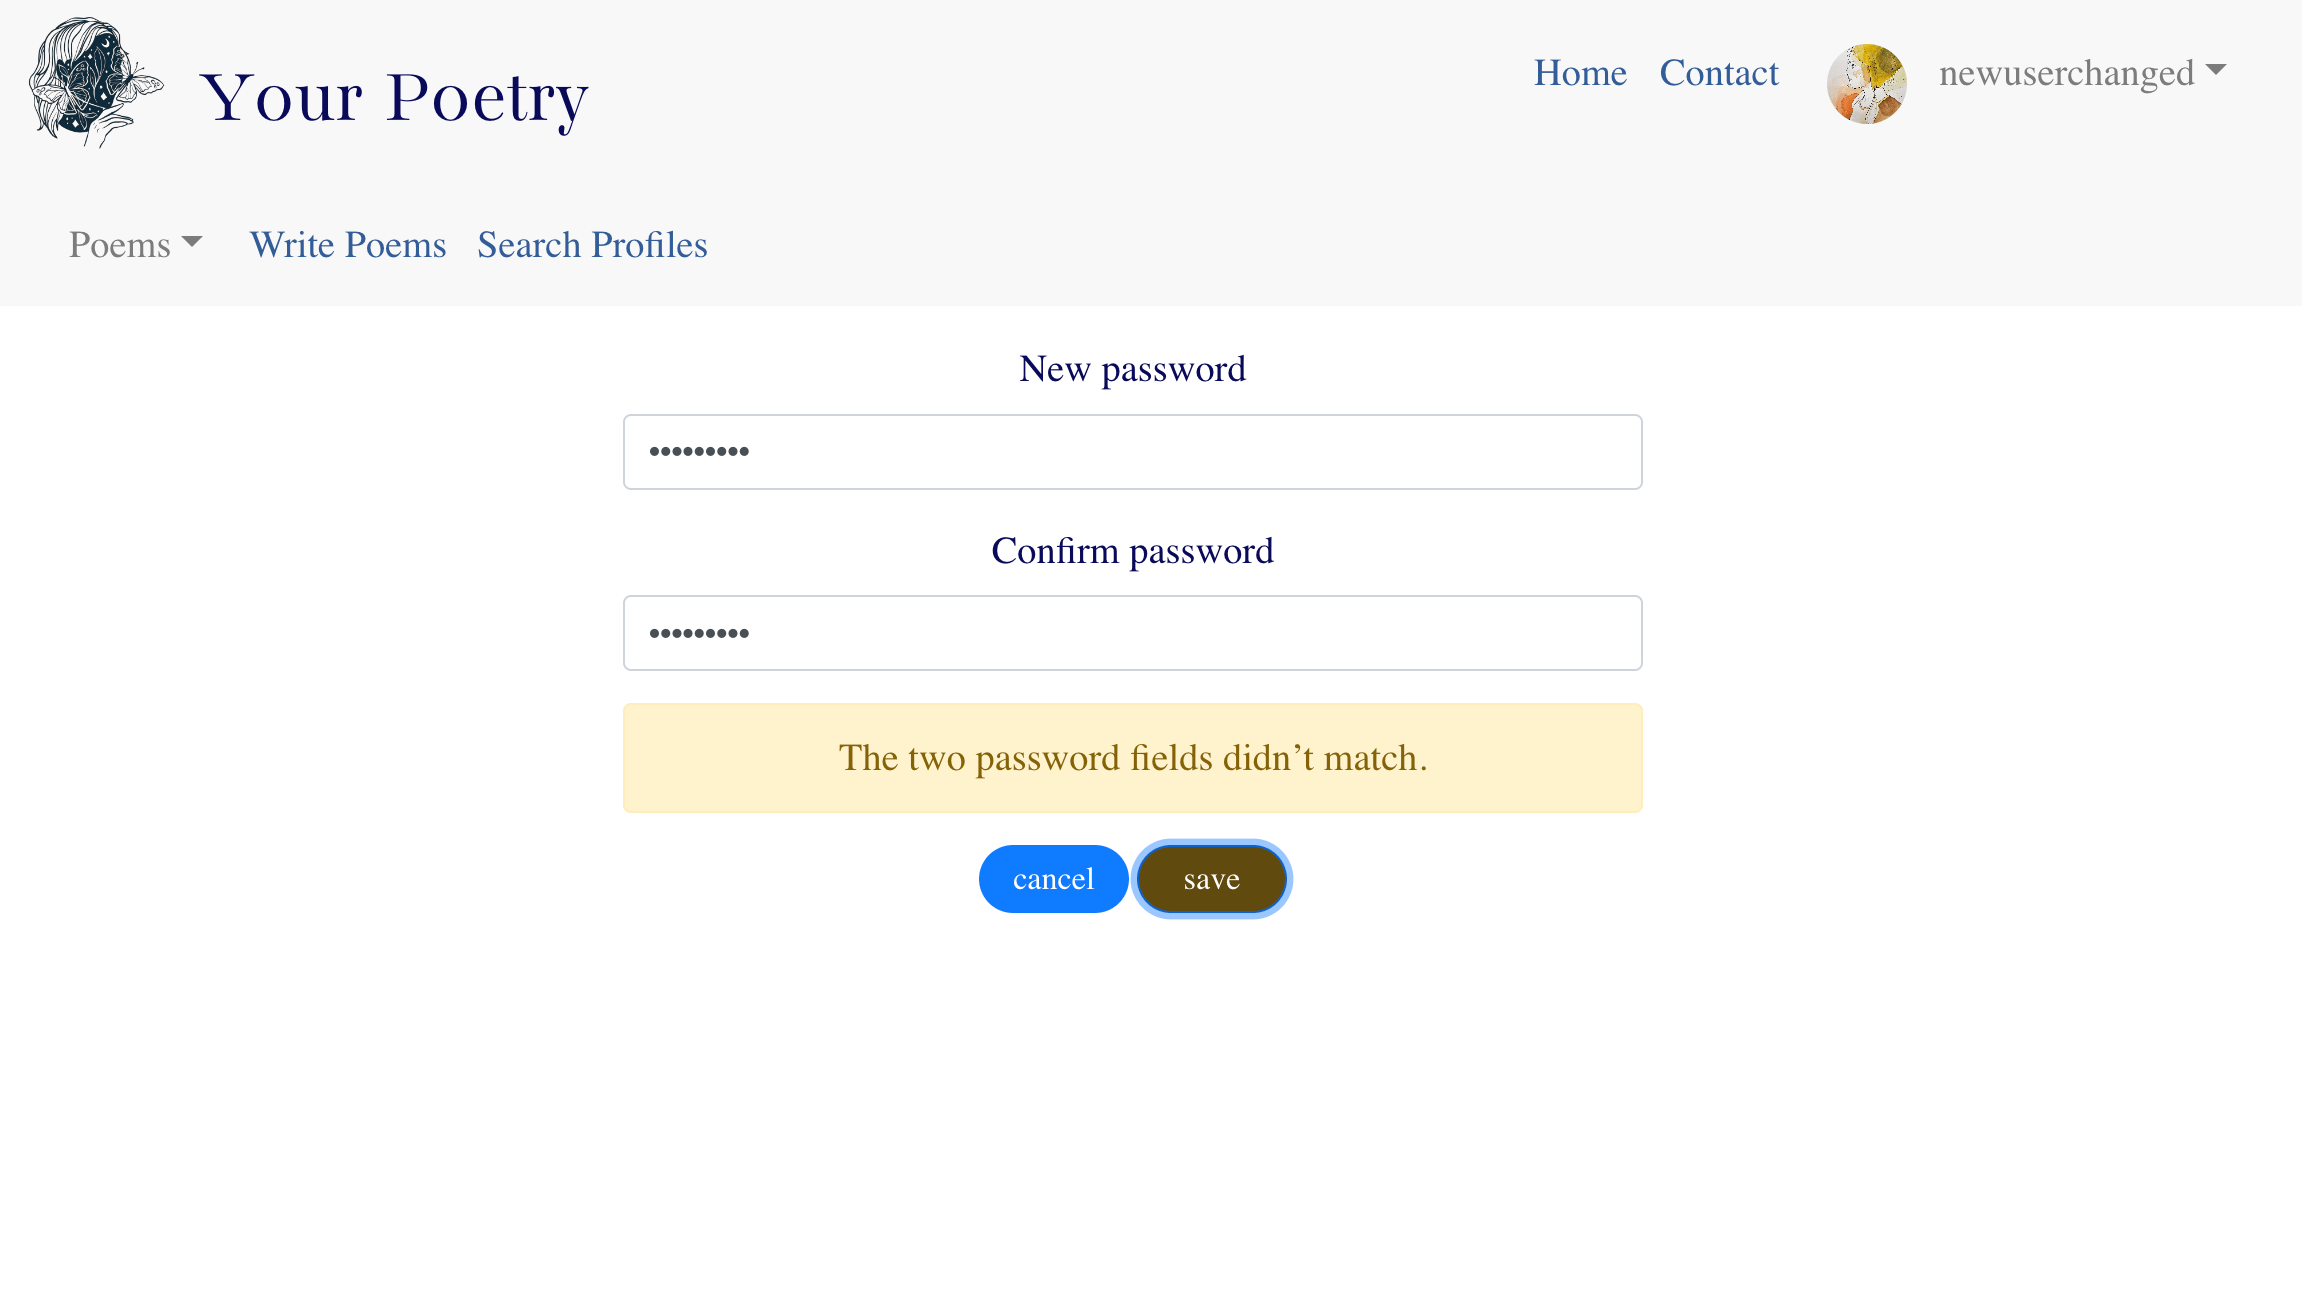 Your Poetry
Home Contact newuserchanged
Poems Write Poems Search Profiles
New password
•••••••••
Confirm password
•••••••••
The two password fields didn’t match.
cancel save